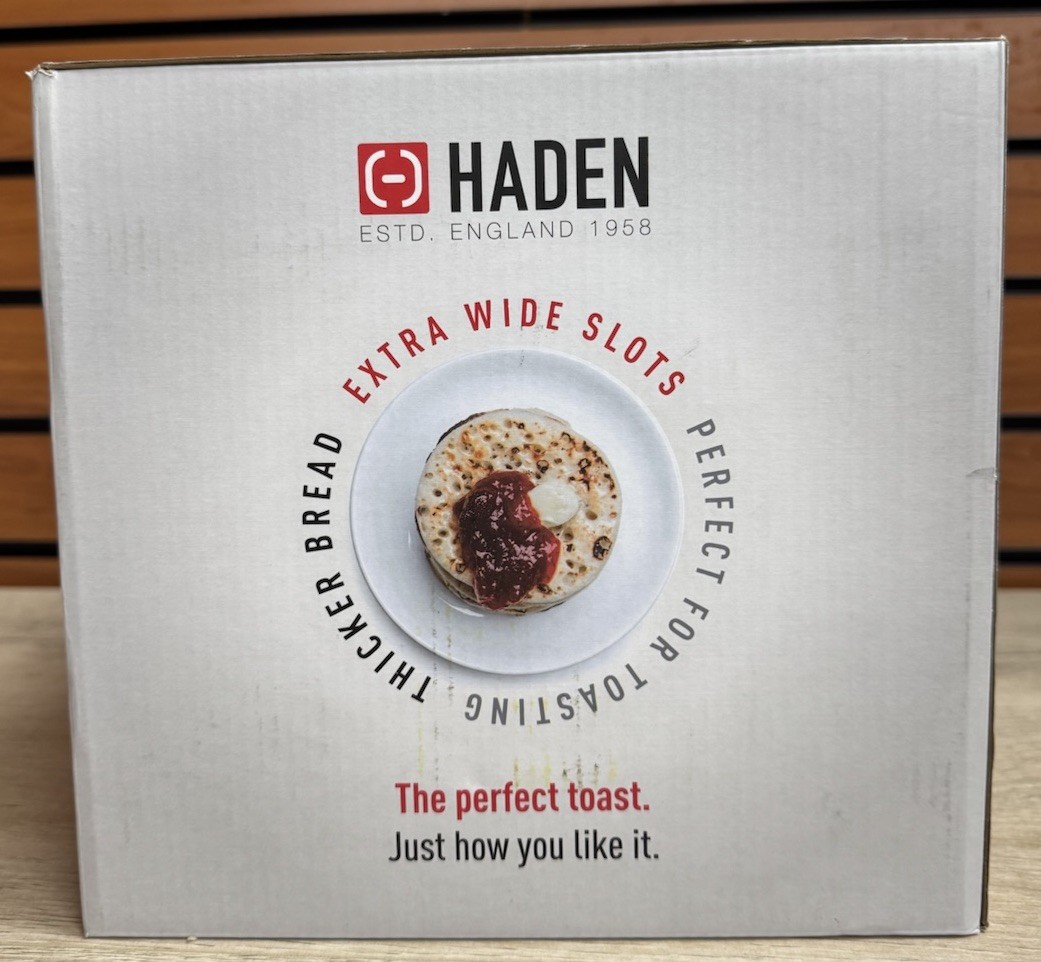 HADEN
ESTD. ENGLAND 1958
EXTRA WIDE SLOTS
PERFECT FOR TOASTING
THICKER BREAD
The perfect toast.
Just how you like it.